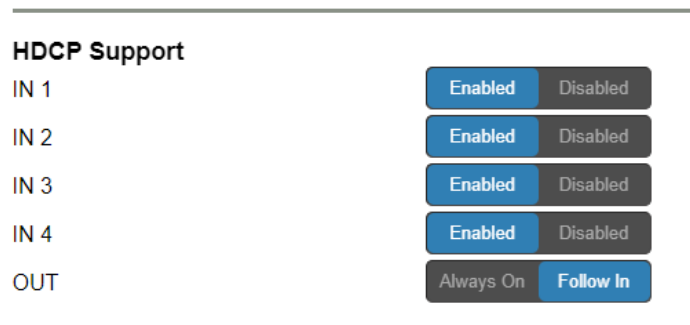 HDCP Support
IN 1 Enabled Disabled
IN 2 Enabled Disabled
IN 3 Enabled Disabled
IN 4 Enabled Disabled
OUT Always On Follow In